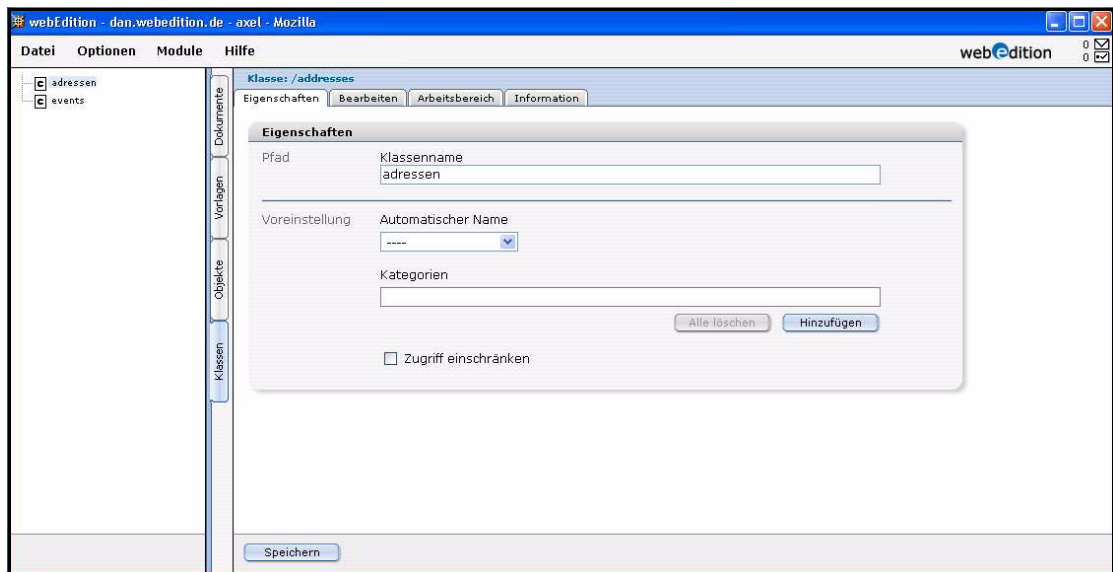 webEdition - dan.webedition.de - axel - Mozilla
Datei Optionen Module Hilfe
webEdition
0
0
adressen
events
Dokumente
Vorlagen
Objekte
Klassen
Klasse: /addresses
Eigenschaften Bearbeiten Arbeitsbereich Information
Eigenschaften
Pfad Klassenname
adressen
Voreinstellung Automatischer Name
----
Kategorien
Alle löschen Hinzufügen
Zugriff einschränken
Speichern